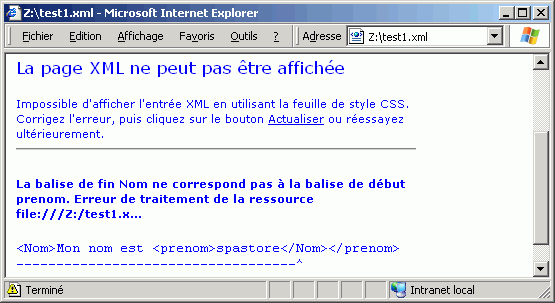 Z:\test1.xml - Microsoft Internet Explorer
Fichier Edition Affichage Favoris Outils ? Adresse Z:\test1.xml
La page XML ne peut pas être affichée
Impossible d'afficher l'entrée XML en utilisant la feuille de style CSS.
Corrigez l'erreur, puis cliquez sur le bouton Actualiser ou réessayez
ultérieurement.
La balise de fin Nom ne correspond pas à la balise de début
prenom. Erreur de traitement de la ressource
file:///Z:/test1.x...
<Nom>Mon nom est <prenom>spastore</Nom></prenom>
-----------------------------------^
Terminé Intranet local